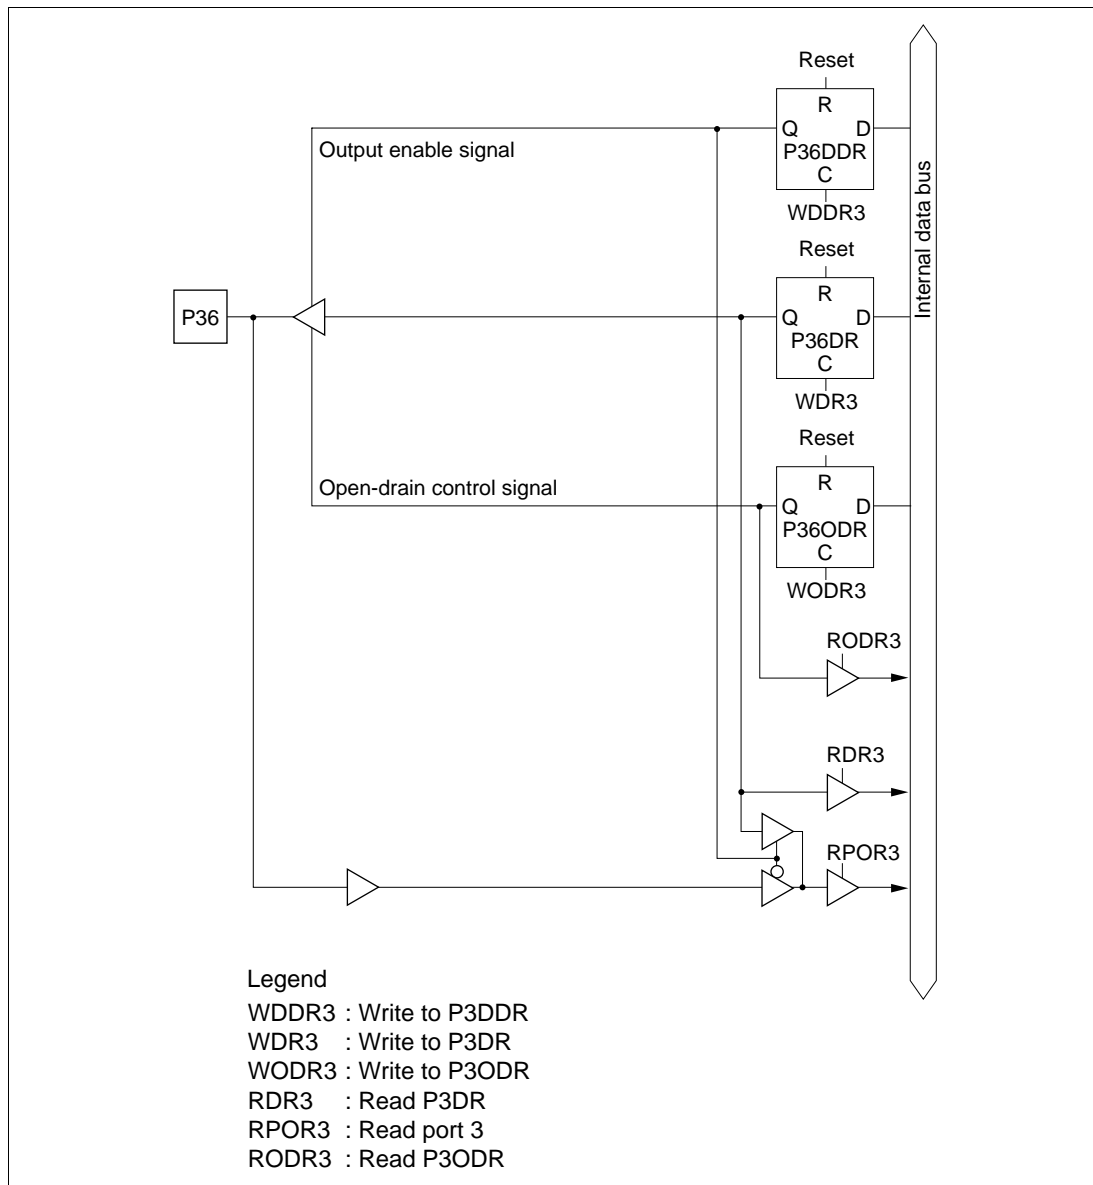 Reset
R
Q D
P36DDR
C
WDDR3
Output enable signal
Internal data bus
Reset
R
Q D
P36DR
C
WDR3
P36
Reset
R
Q D
P36ODR
C
WODR3
Open-drain control signal
RODR3
RDR3
RPOR3
Legend
WDDR3 : Write to P3DDR
WDR3 : Write to P3DR
WODR3 : Write to P3ODR
RDR3 : Read P3DR
RPOR3 : Read port 3
RODR3 : Read P3ODR